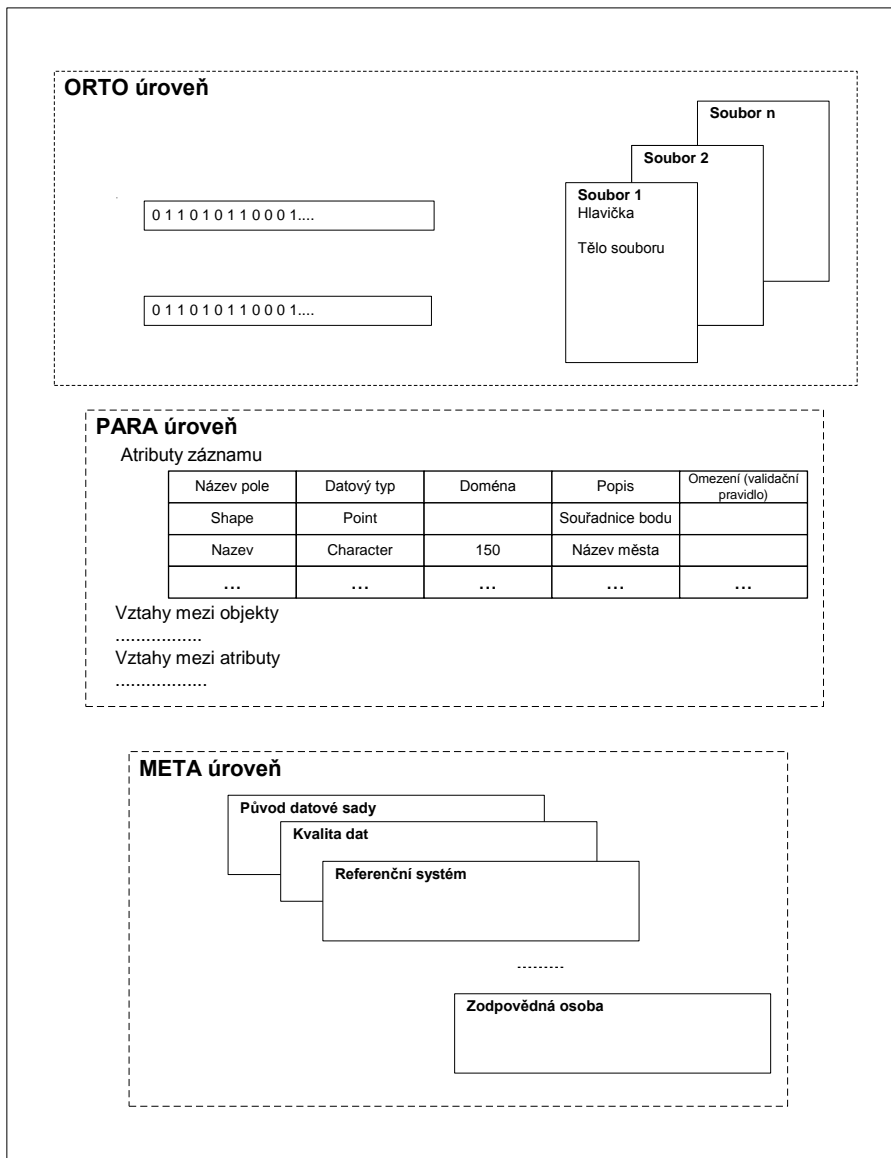 ORTO úroveň
Soubor n
Soubor 2
Soubor 1
Hlavička
Tělo souboru
0 1 1 0 1 0 1 1 0 0 0 1....
0 1 1 0 1 0 1 1 0 0 0 1....
PARA úroveň
Atributy záznamu
Název pole Datový typ Doména Popis Omezení (validační pravidlo)
Shape Point Souřadnice bodu
Nazev Character 150 Název města
... ... ... ... ...
Vztahy mezi objekty
.................
Vztahy mezi atributy
..................
META úroveň
Původ datové sady
Kvalita dat
Referenční systém
.........
Zodpovědná osoba